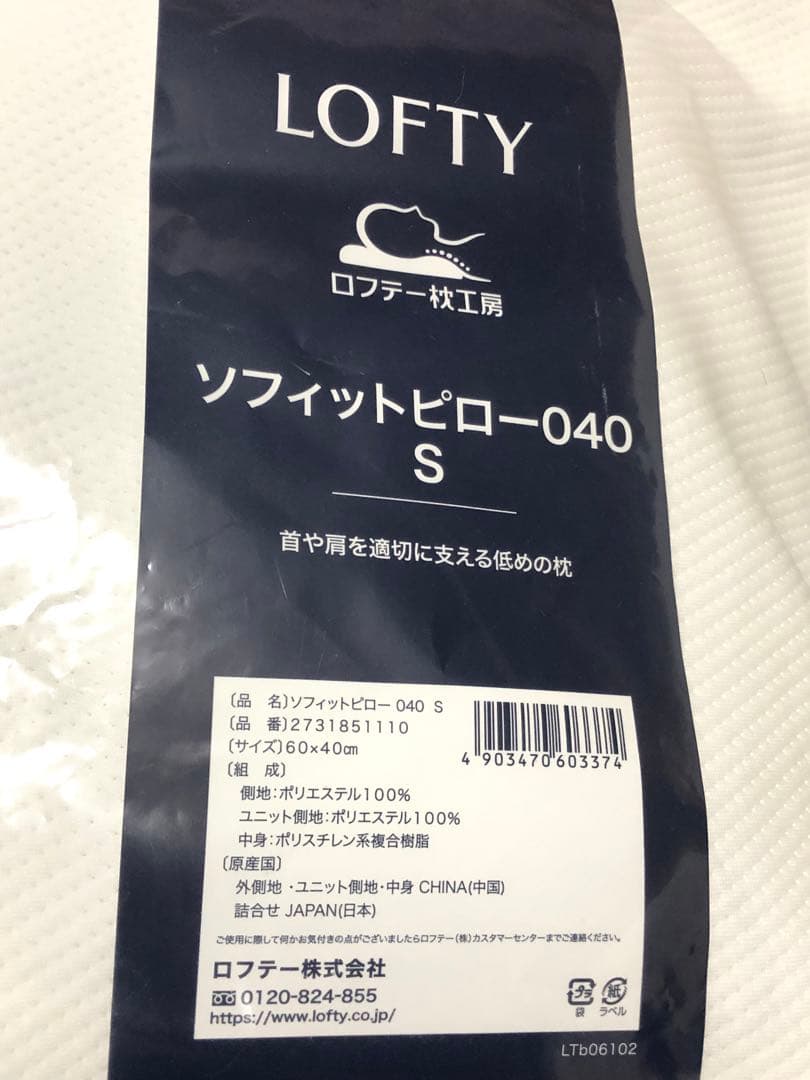 LOFTY
ロフテー枕工房
ソフィットピロー040
S
首や肩を適切に支える低めの枕
〔品　名〕ソフィットピロー 040 S
〔品　番〕2731851110
〔サイズ〕60×40㎝
〔組　成〕
側地:ポリエステル100%
ユニット側地:ポリエステル100%
中身:ポリスチレン系複合樹脂
〔原産国〕
外側地・ユニット側地・中身 CHINA(中国)
詰合せ JAPAN(日本)
4 903470 603374
ご使用に際して何かお気付きの点がございましたらロフテー(株)カスタマーセンターまでご連絡ください。
ロフテー株式会社
0120-824-855
https://www.lofty.co.jp/
プラ 紙
袋 ラベル
LTb06102